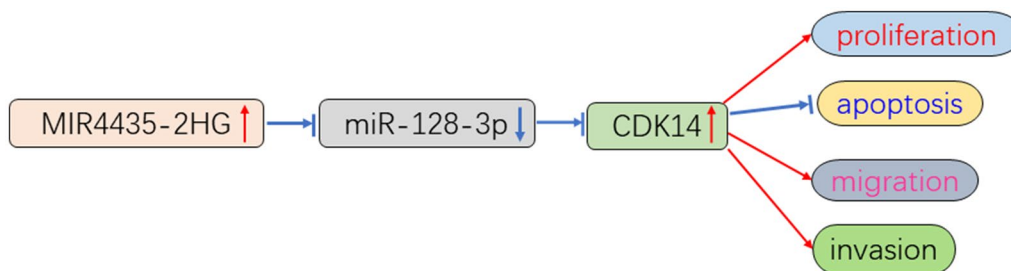 MIR4435-2HG
miR-128-3p
CDK14
proliferation
apoptosis
migration
invasion